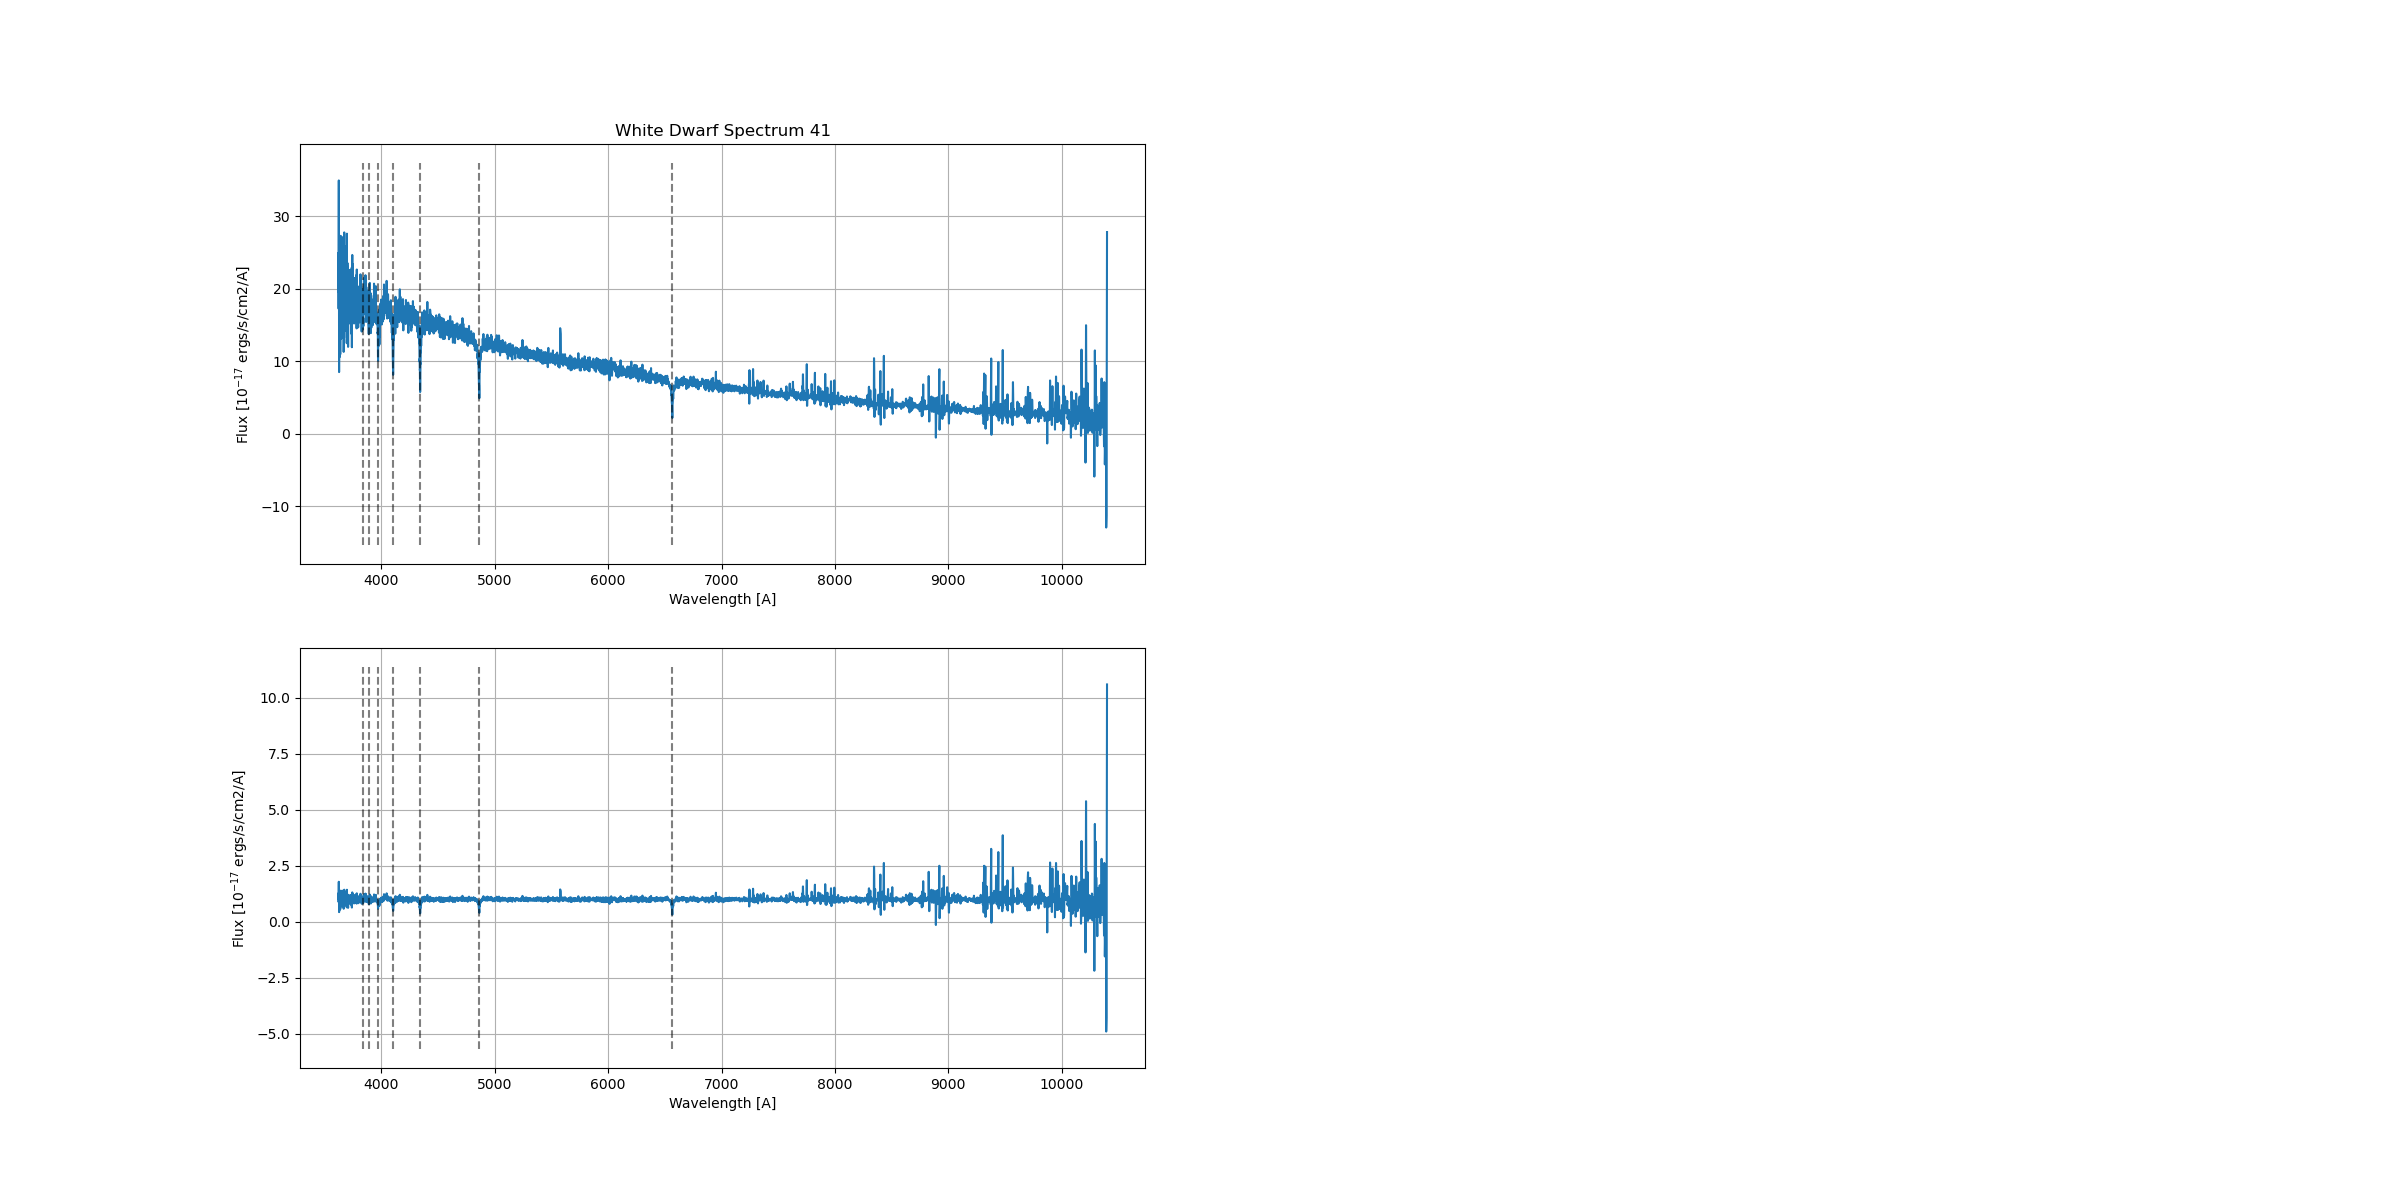 White Dwarf Spectrum 41
Flux [10^{-17} ergs/s/cm2/A]
30
20
10
0
−10
4000 5000 6000 7000 8000 9000 10000
Wavelength [A]
Flux [10^{-17} ergs/s/cm2/A]
10.0
7.5
5.0
2.5
0.0
−2.5
−5.0
4000 5000 6000 7000 8000 9000 10000
Wavelength [A]